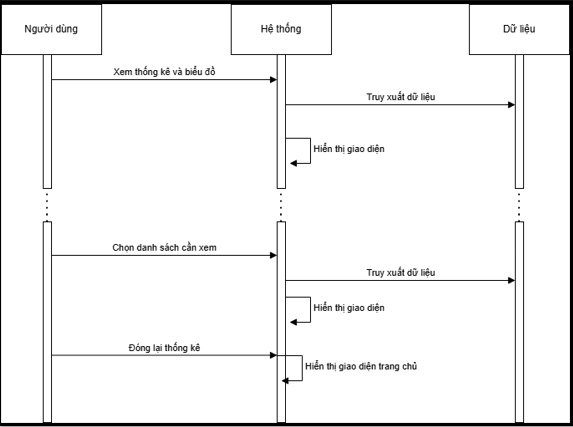 Người dùng
Hệ thống
Dữ liệu
Xem thống kê và biểu đồ
Truy xuất dữ liệu
Hiển thị giao diện
Chọn danh sách cần xem
Truy xuất dữ liệu
Hiển thị giao diện
Đóng lại thống kê
Hiển thị giao diện trang chủ